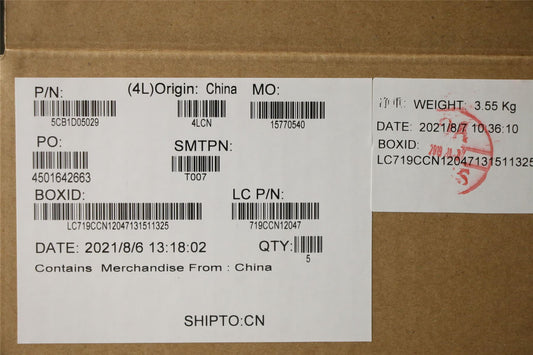 P/N:
(4L)Origin: China
MO:
5CB1D05029
4LCN
15770540
PO:
SMTPN:
4501642663
T007
BOXID:
LC P/N:
LC719CCN12047131511325
719CCN12047
DATE: 2021/8/6 13:18:02
QTY:
5
Contains Merchandise From : China
SHIPTO:CN
净重: WEIGHT: 3.55 Kg
DATE: 2021/8/7 10:36:10
BOXID:
LC719CCN12047131511325